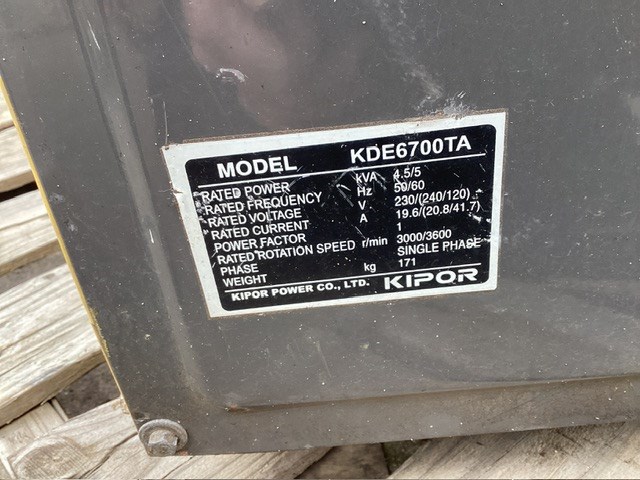 MODEL KDE6700TA
RATED POWER kVA 4.5/5
RATED FREQUENCY Hz 50/60
RATED VOLTAGE V 230/(240/120)
RATED CURRENT A 19.6/(20.8/41.7)
POWER FACTOR 1
RATED ROTATION SPEED r/min 3000/3600
PHASE SINGLE PHASE
WEIGHT kg 171
KIPOR POWER CO., LTD. KIPOR